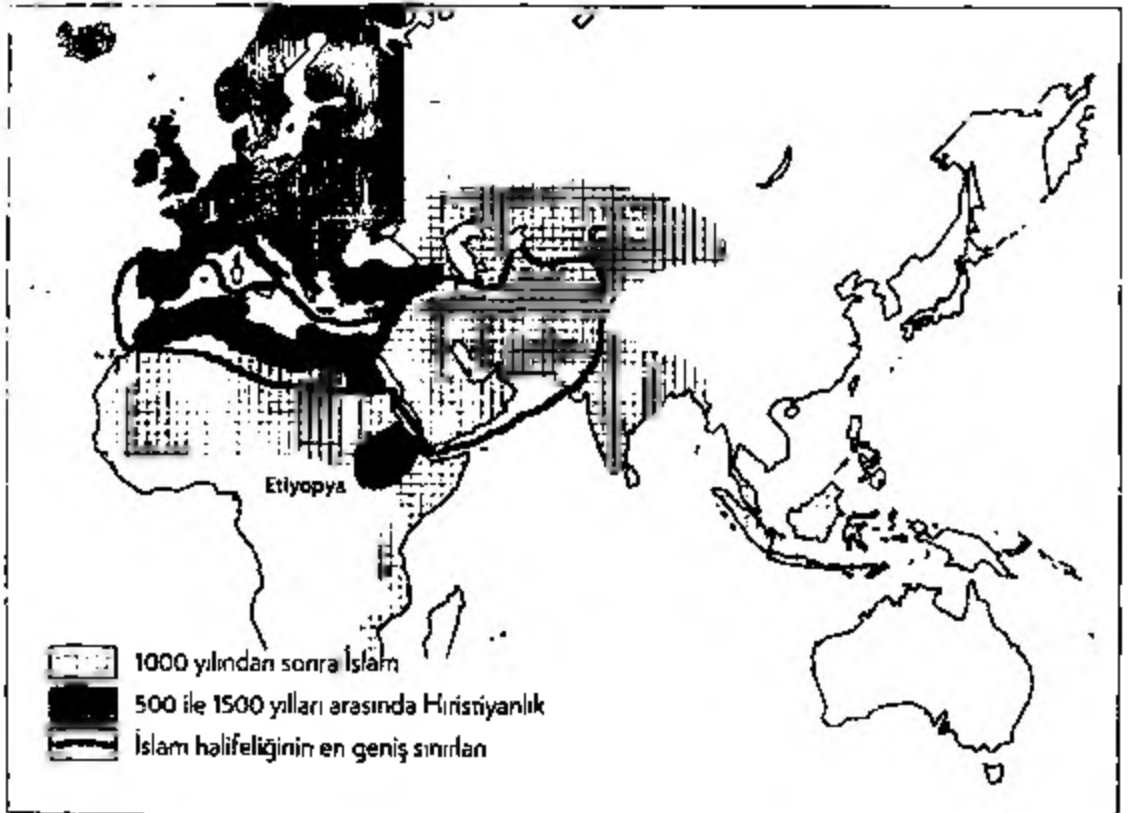 Etiyopya
1000 yılından sonra İslam
500 ile 1500 yılları arasında Hıristiyanlık
İslam halifeliğinin en geniş sınırları